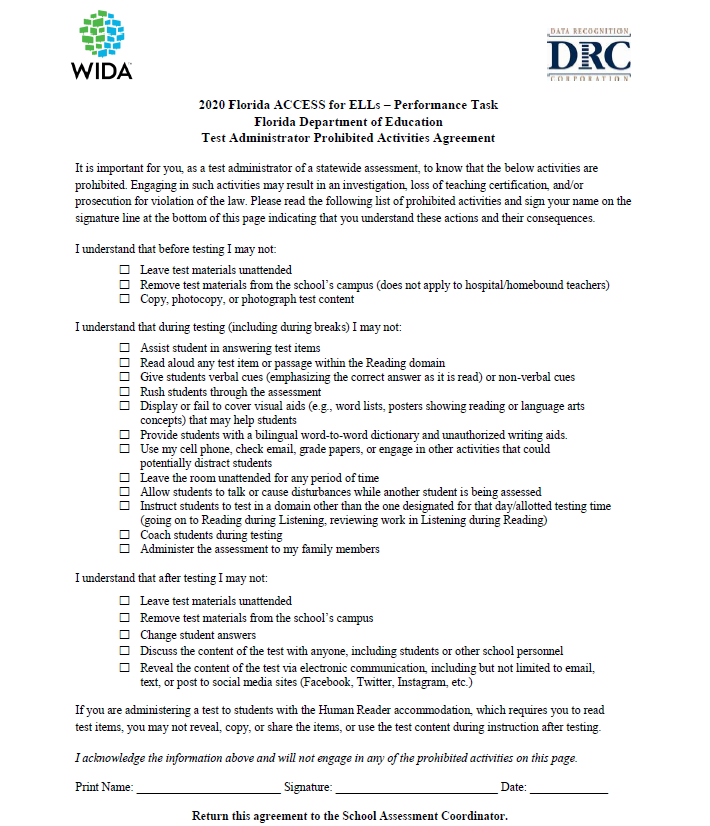 WIDA
DATA RECOGNITION
DRC
CORPORATION
2020 Florida ACCESS for ELLs – Performance Task
Florida Department of Education
Test Administrator Prohibited Activities Agreement
It is important for you, as a test administrator of a statewide assessment, to know that the below activities are
prohibited. Engaging in such activities may result in an investigation, loss of teaching certification, and/or
prosecution for violation of the law. Please read the following list of prohibited activities and sign your name on the
signature line at the bottom of this page indicating that you understand these actions and their consequences.
I understand that before testing I may not:
☐ Leave test materials unattended
☐ Remove test materials from the school’s campus (does not apply to hospital/homebound teachers)
☐ Copy, photocopy, or photograph test content
I understand that during testing (including during breaks) I may not:
☐ Assist student in answering test items
☐ Read aloud any test item or passage within the Reading domain
☐ Give students verbal cues (emphasizing the correct answer as it is read) or non-verbal cues
☐ Rush students through the assessment
☐ Display or fail to cover visual aids (e.g., word lists, posters showing reading or language arts
concepts) that may help students
☐ Provide students with a bilingual word-to-word dictionary and unauthorized writing aids.
☐ Use my cell phone, check email, grade papers, or engage in other activities that could
potentially distract students
☐ Leave the room unattended for any period of time
☐ Allow students to talk or cause disturbances while another student is being assessed
☐ Instruct students to test in a domain other than the one designated for that day/allotted testing time
(going on to Reading during Listening, reviewing work in Listening during Reading)
☐ Coach students during testing
☐ Administer the assessment to my family members
I understand that after testing I may not:
☐ Leave test materials unattended
☐ Remove test materials from the school’s campus
☐ Change student answers
☐ Discuss the content of the test with anyone, including students or other school personnel
☐ Reveal the content of the test via electronic communication, including but not limited to email,
text, or post to social media sites (Facebook, Twitter, Instagram, etc.)
If you are administering a test to students with the Human Reader accommodation, which requires you to read
test items, you may not reveal, copy, or share the items, or use the test content during instruction after testing.
I acknowledge the information above and will not engage in any of the prohibited activities on this page.
Print Name: ________________________ Signature: ___________________________ Date: _____________
Return this agreement to the School Assessment Coordinator.